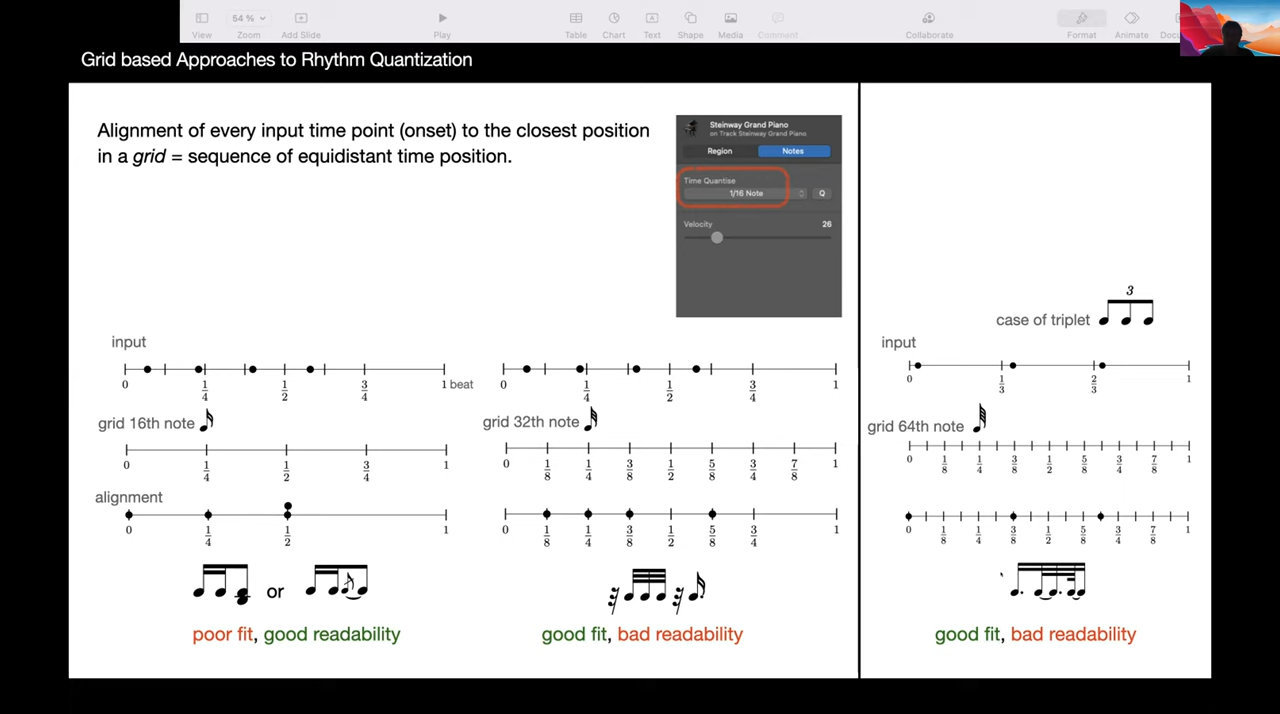 54 %
View
Zoom
Add Slide
Play
Table
Chart
Text
Shape
Media
Comment
Collaborate
Format
Animate
Grid based Approaches to Rhythm Quantization
Alignment of every input time point (onset) to the closest position
in a grid = sequence of equidistant time position.
Steinway Grand Piano
on Track Steinway Grand Piano
Region
Notes
Time Quantise
1/16 Note
Q
Velocity
26
input
0 1/4 1/2 3/4 1 beat
grid 16th note
0 1/4 1/2 3/4 1
alignment
0 1/4 1/2 1
or
poor fit, good readability
0 1/4 1/2 3/4 1
grid 32th note
0 1/8 1/4 3/8 1/2 5/8 3/4 7/8 1
0 1/8 1/4 3/8 1/2 5/8 3/4 1
good fit, bad readability
3
case of triplet
input
0 1/3 2/3 1
grid 64th note
0 1/8 1/4 3/8 1/2 5/8 3/4 7/8 1
0 1/8 1/4 3/8 1/2 5/8 3/4 7/8 1
good fit, bad readability